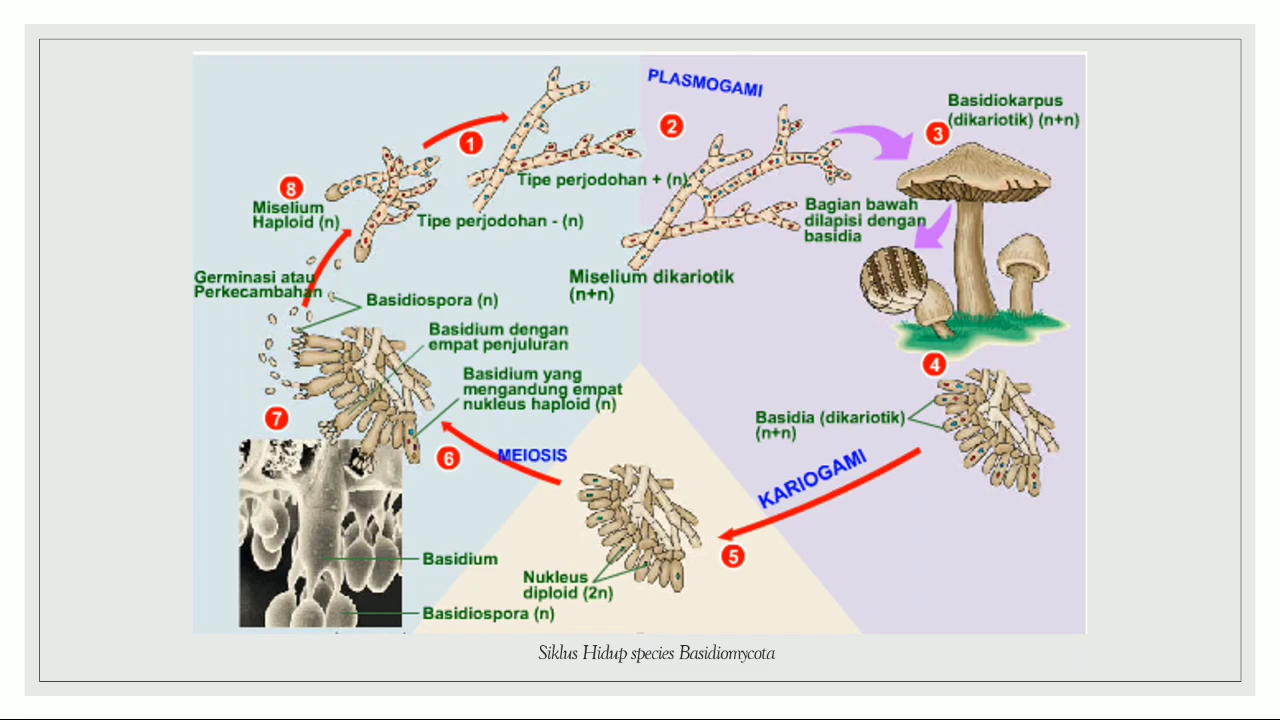 PLASMOGAMI
Basidiokarpus
(dikariotik) (n+n)
3
2
1
Tipe perjodohan + (n)
8
Miselium
Haploid (n)
Tipe perjodohan - (n)
Bagian bawah
dilapisi dengan
basidia
Miselium dikariotik
(n+n)
Germinasi atau
Perkecambahan
Basidiospora (n)
Basidium dengan
empat penjuluran
Basidium yang
mengandung empat
nukleus haploid (n)
4
Basidia (dikariotik)
(n+n)
7
6
MEIOSIS
KARIOGAMI
5
Nukleus
diploid (2n)
Basidium
Basidiospora (n)
Siklus Hidup species Basidiomycota